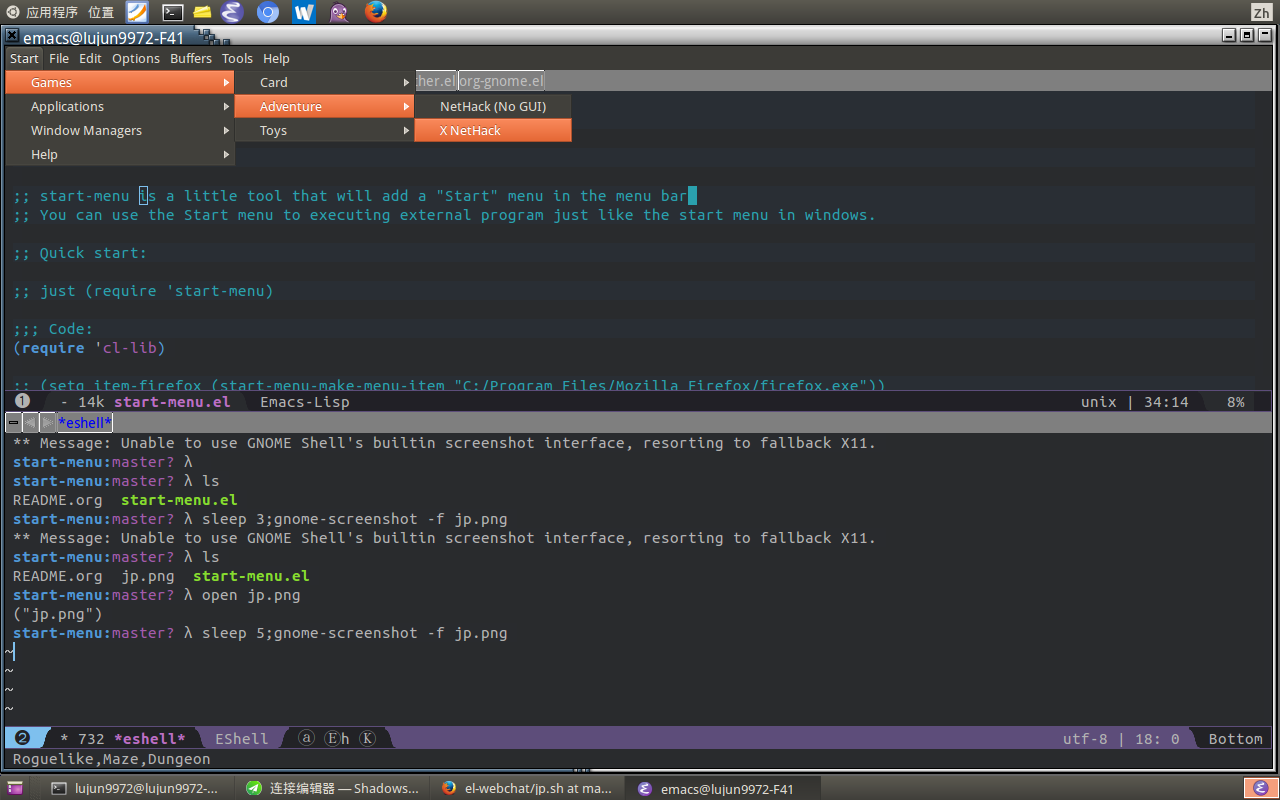 应用程序 位置 Zh
emacs@lujun9972-F41
Start File Edit Options Buffers Tools Help
Games Card her.el org-gnome.el
Applications Adventure NetHack (No GUI)
Window Managers Toys X NetHack
Help
;; start-menu is a little tool that will add a "Start" menu in the menu bar
;; You can use the Start menu to executing external program just like the start menu in windows.
;; Quick start:
;; just (require 'start-menu)
;;; Code:
(require 'cl-lib)
;; (setq item-firefox (start-menu-make-menu-item "C:/Program Files/Mozilla Firefox/firefox.exe"))
❶ - 14k start-menu.el Emacs-Lisp unix | 34:14 8%
*eshell*
** Message: Unable to use GNOME Shell's builtin screenshot interface, resorting to fallback X11.
start-menu:master? λ
start-menu:master? λ ls
README.org start-menu.el
start-menu:master? λ sleep 3;gnome-screenshot -f jp.png
** Message: Unable to use GNOME Shell's builtin screenshot interface, resorting to fallback X11.
start-menu:master? λ ls
README.org jp.png start-menu.el
start-menu:master? λ open jp.png
("jp.png")
start-menu:master? λ sleep 5;gnome-screenshot -f jp.png
~
~
~
~
❷ * 732 *eshell* EShell ⓐ Ⓔh Ⓚ utf-8 | 18: 0 Bottom
Roguelike,Maze,Dungeon
lujun9972@lujun9972-... 连接编辑器 — Shadows... el-webchat/jp.sh at ma... emacs@lujun9972-F41